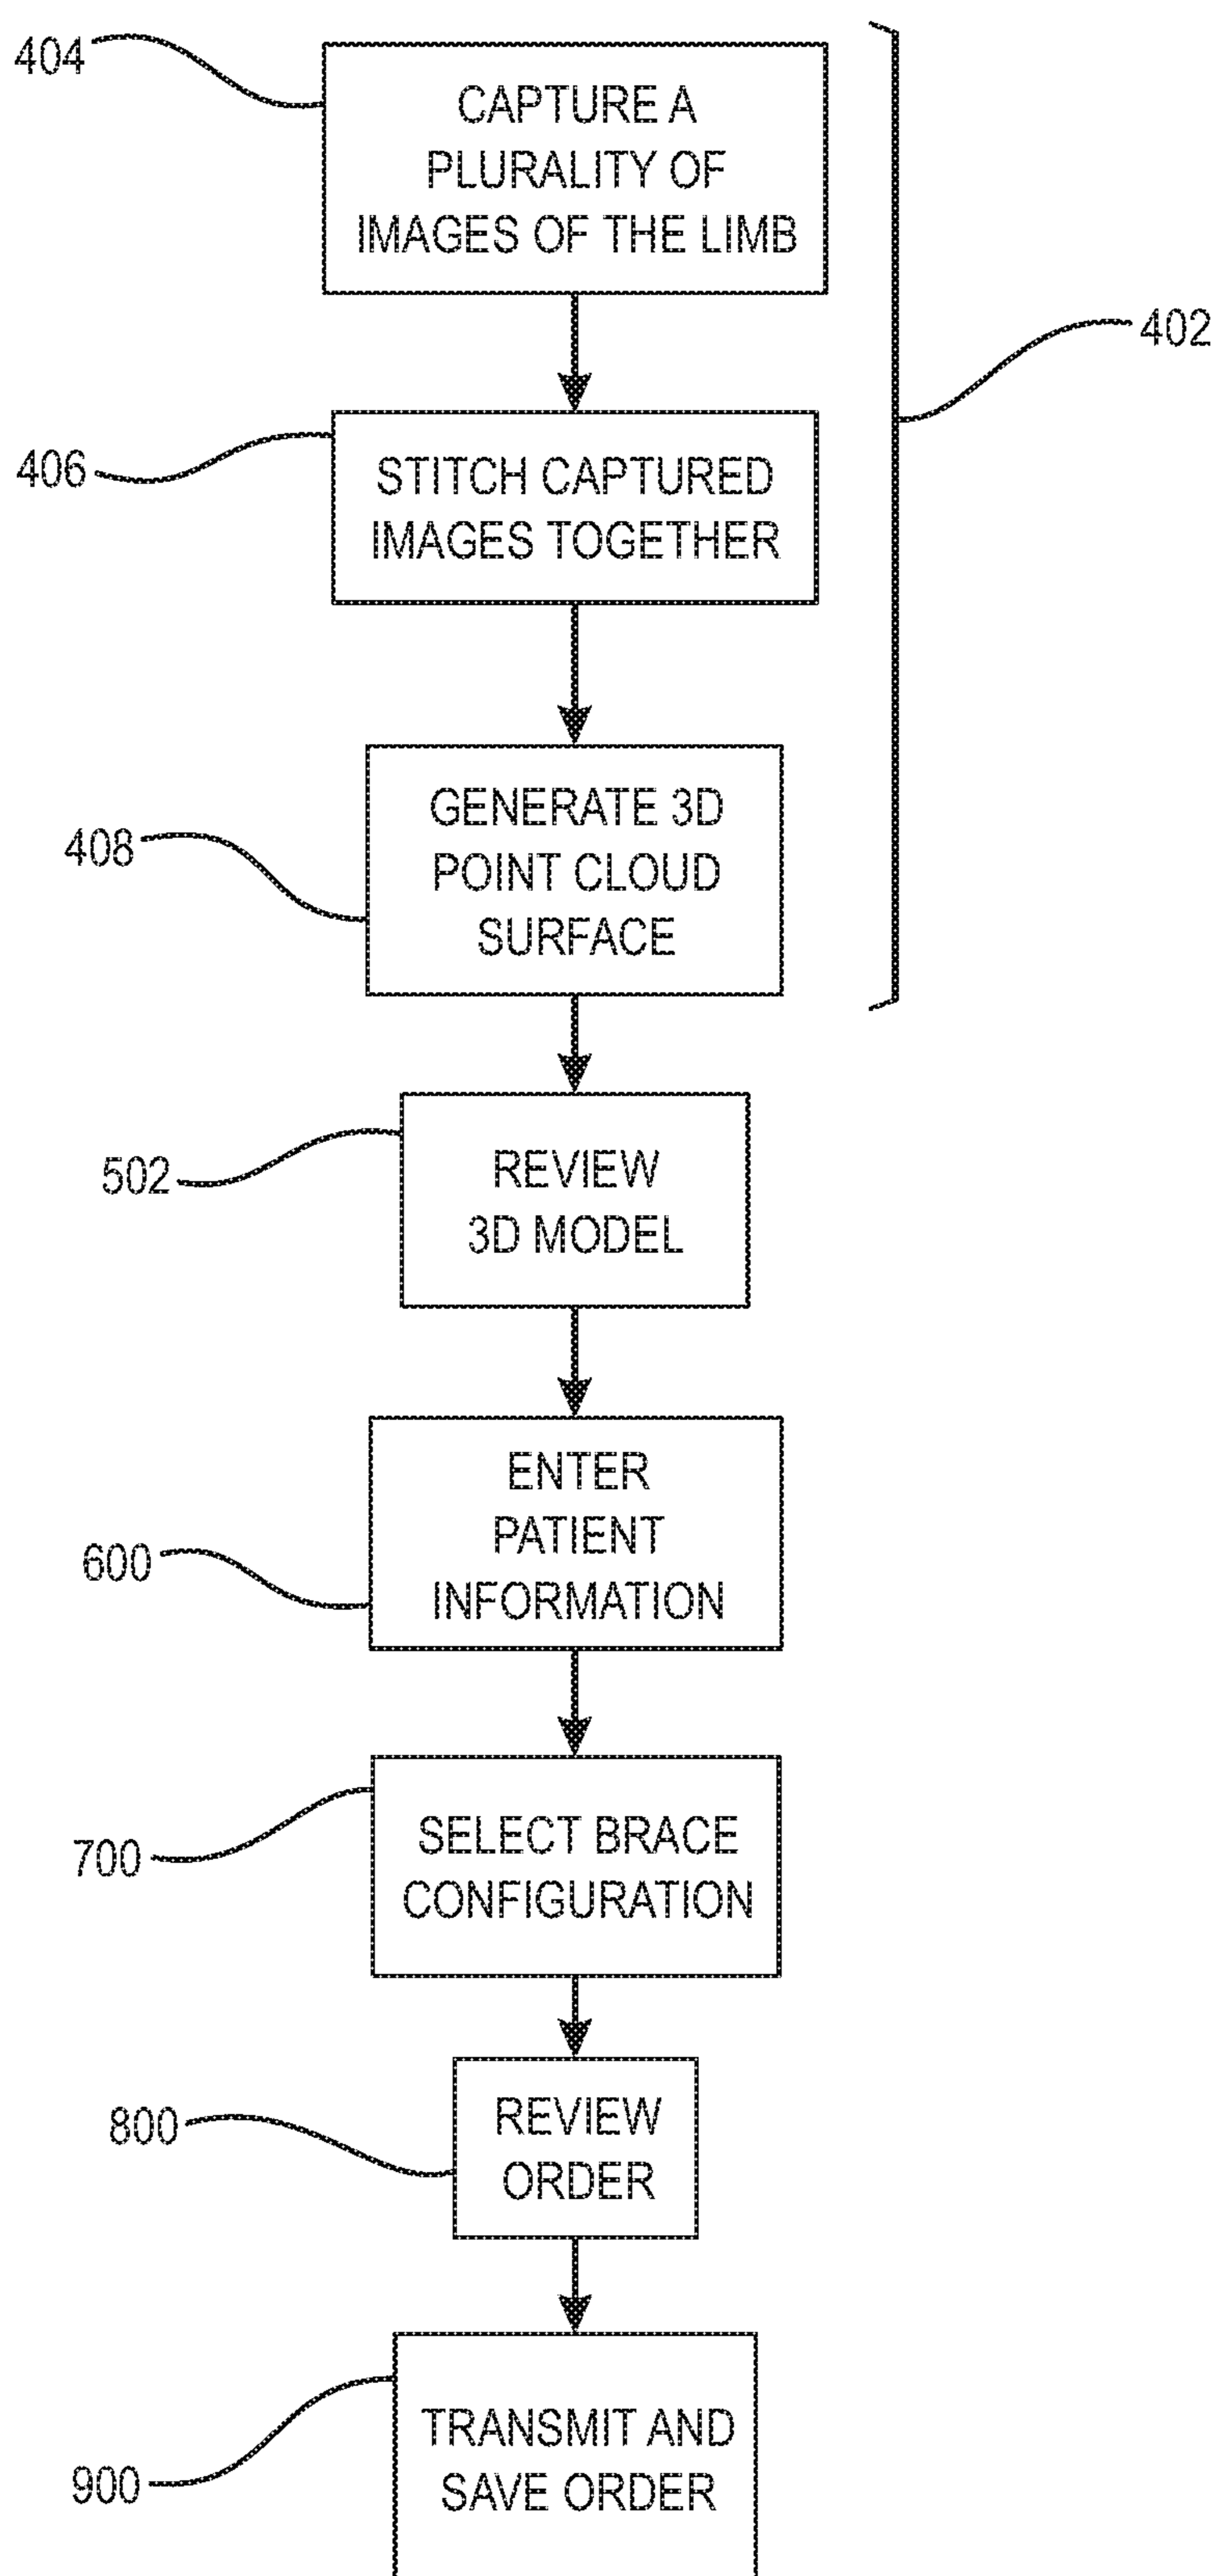 404
CAPTURE A
PLURALITY OF
IMAGES OF THE LIMB
402
406
STITCH CAPTURED
IMAGES TOGETHER
408
GENERATE 3D
POINT CLOUD
SURFACE
502
REVIEW
3D MODEL
600
ENTER
PATIENT
INFORMATION
700
SELECT BRACE
CONFIGURATION
800
REVIEW
ORDER
900
TRANSMIT AND
SAVE ORDER